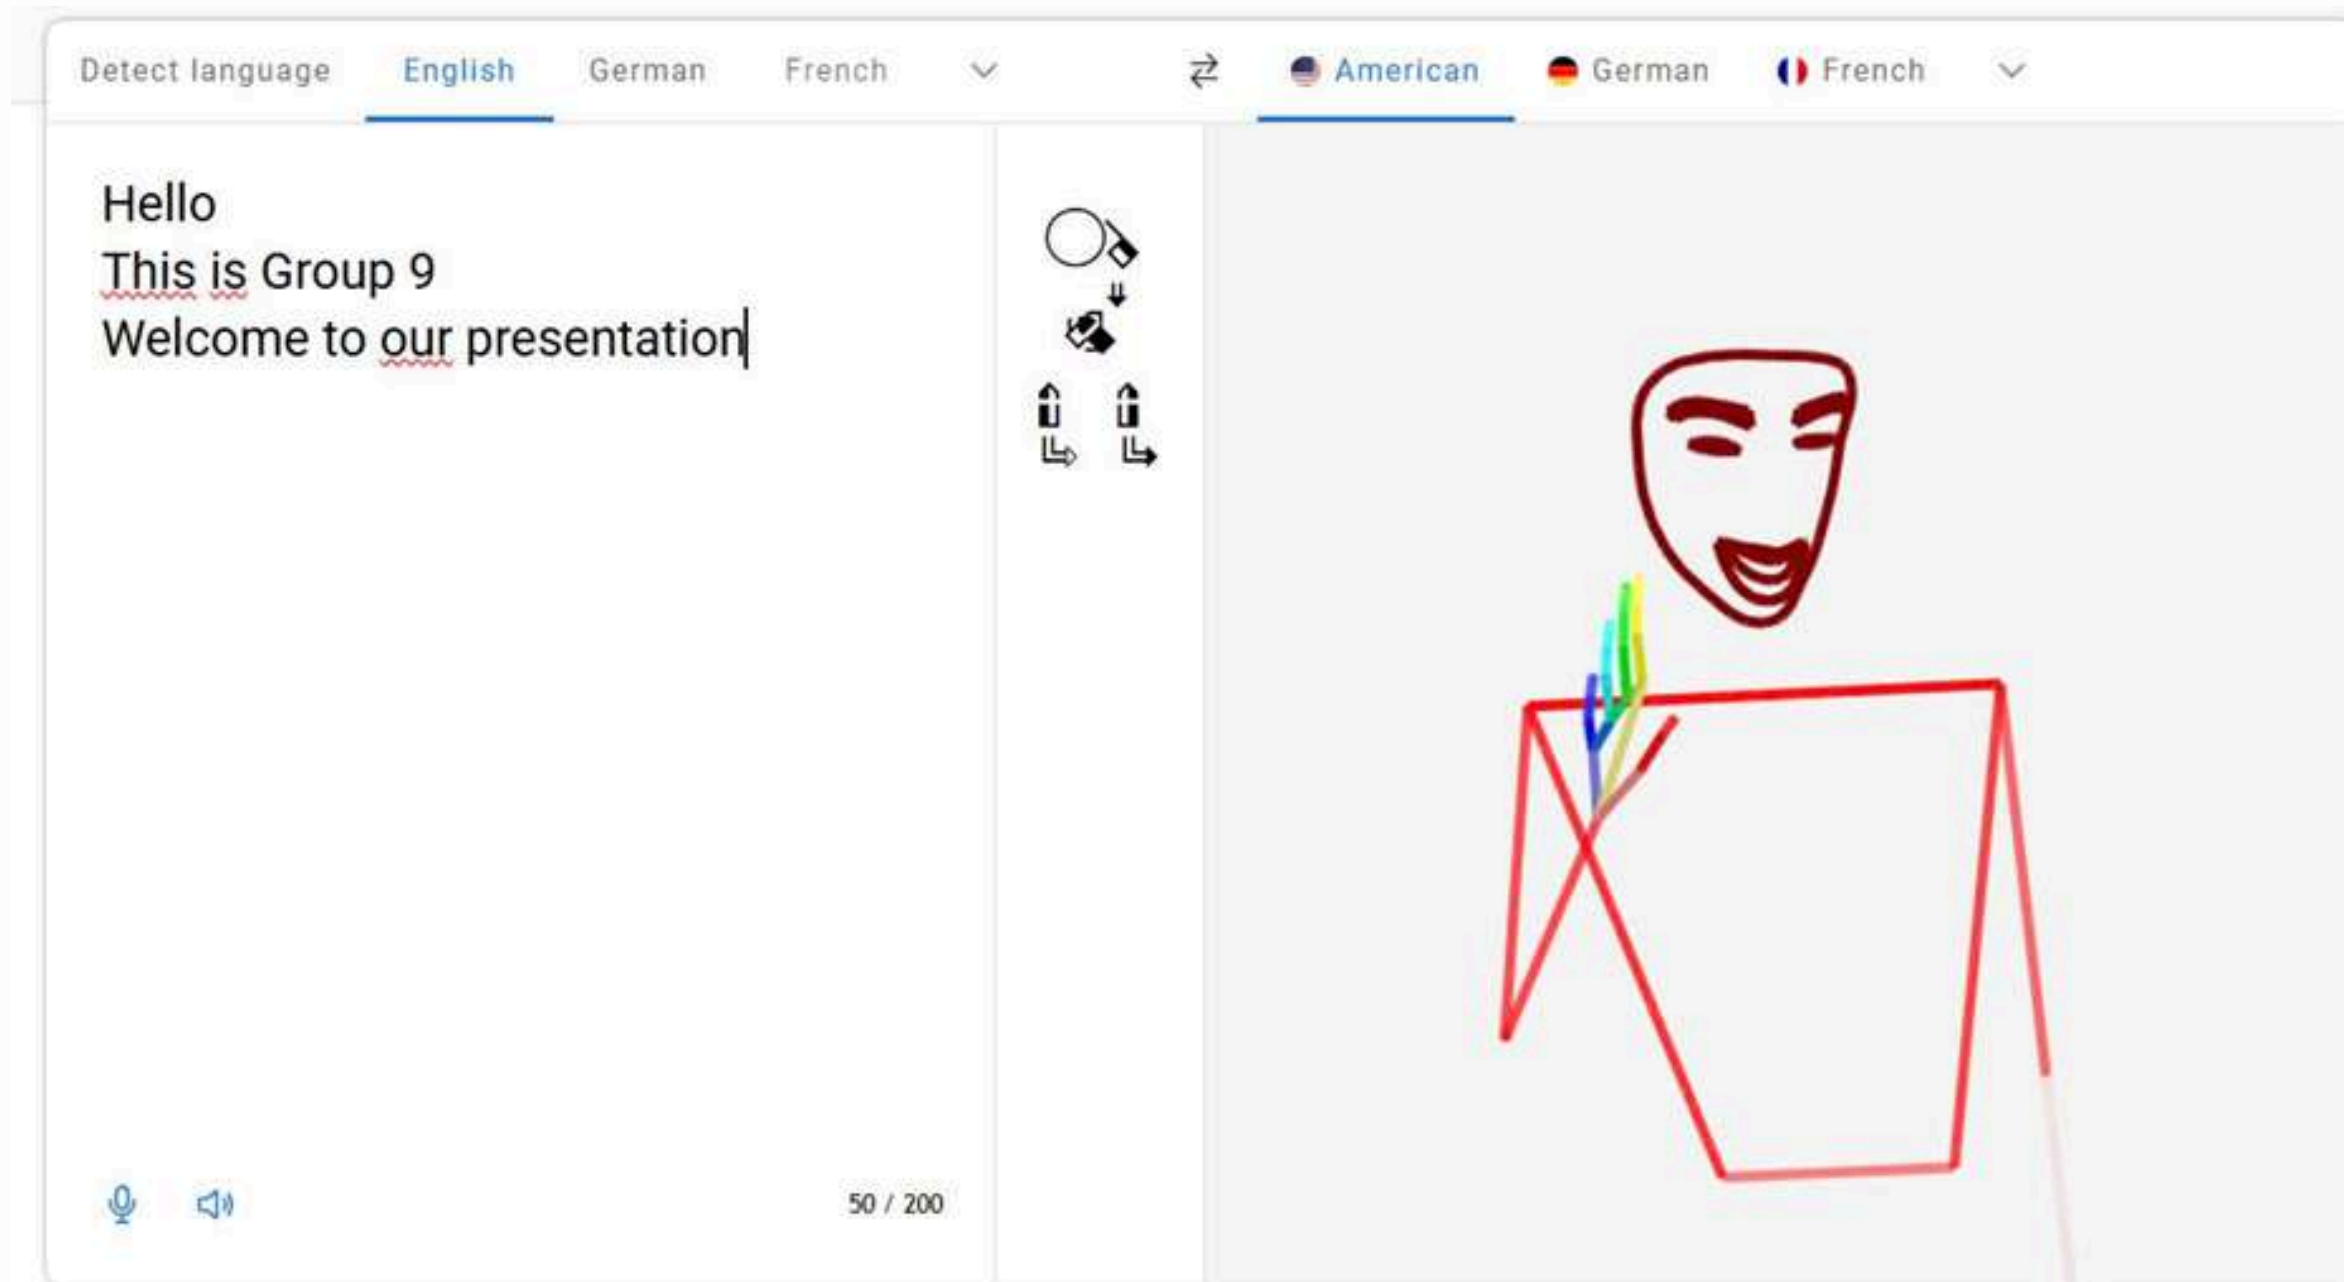 Detect language English German French
American German French
Hello
This is Group 9
Welcome to our presentation
50 / 200